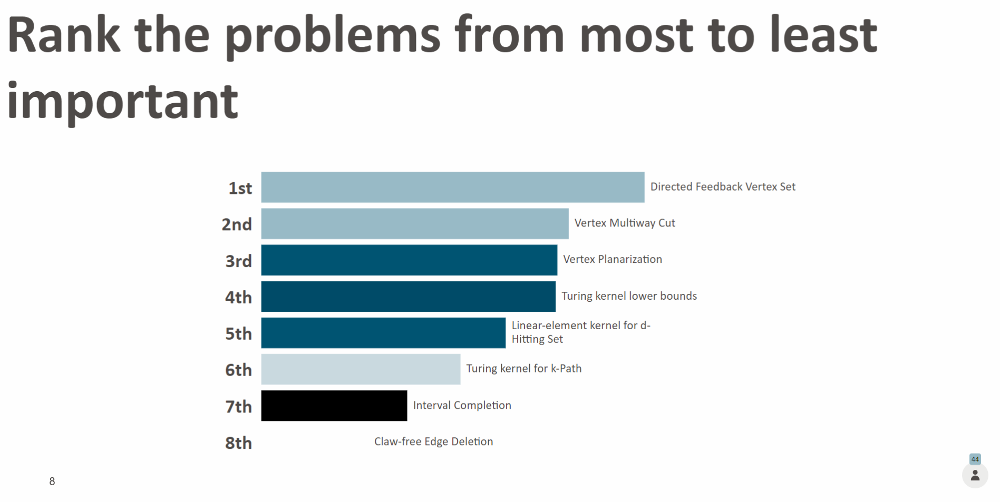 Rank the problems from most to least
important
1st
Directed Feedback Vertex Set
2nd
Vertex Multiway Cut
3rd
Vertex Planarization
4th
Turing kernel lower bounds
5th
Linear-element kernel for d-
Hitting Set
6th
Turing kernel for k-Path
7th
Interval Completion
8th
Claw-free Edge Deletion
44
8